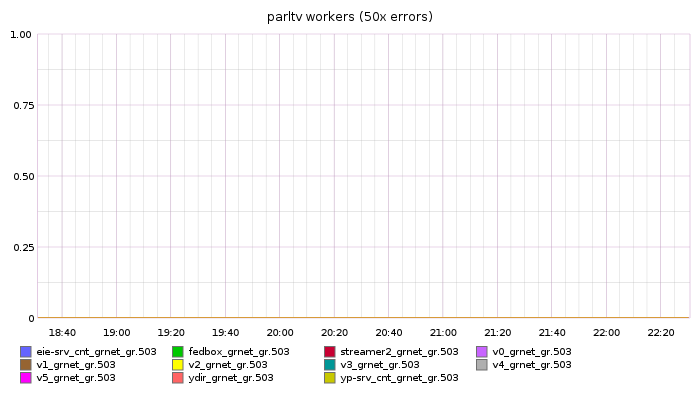 parltv workers (50x errors)
1.00
0.75
0.50
0.25
0
18:40 19:00 19:20 19:40 20:00 20:20 20:40 21:00 21:20 21:40 22:00 22:20
eie-srv_cnt_grnet_gr.503 fedbox_grnet_gr.503 streamer2_grnet_gr.503 v0_grnet_gr.503
v1_grnet_gr.503 v2_grnet_gr.503 v3_grnet_gr.503 v4_grnet_gr.503
v5_grnet_gr.503 ydir_grnet_gr.503 yp-srv_cnt_grnet_gr.503